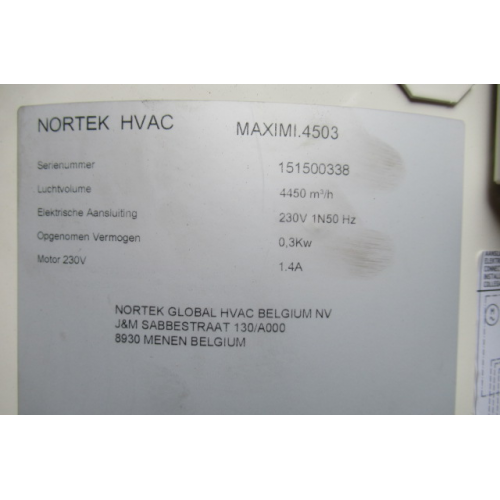 NORTEK HVAC MAXIMI.4503
Serienummer 151500338
Luchtvolume 4450 m³/h
Elektrische Aansluiting 230V 1N50 Hz
Opgenomen Vermogen 0,3Kw
Motor 230V 1.4A
NORTEK GLOBAL HVAC BELGIUM NV
J&M SABBESTRAAT 130/A000
8930 MENEN BELGIUM